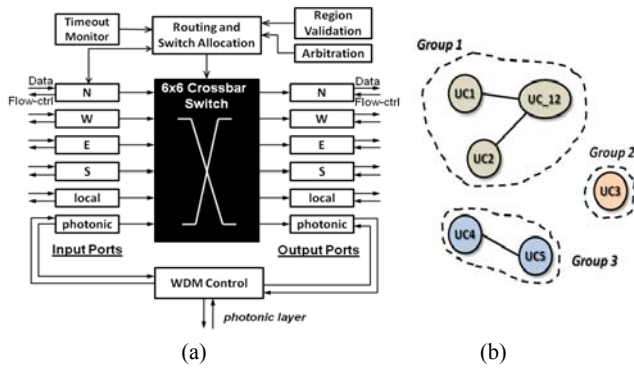 Timeout
Monitor
Routing and
Switch Allocation
Region
Validation
Arbitration
Data
Flow-ctrl
N
W
E
S
local
photonic
Input Ports
6x6 Crossbar
Switch
N
W
E
S
local
photonic
Output Ports
Data
Flow-ctrl
WDM Control
photonic layer
(a)
Group 1
UC1
UC_12
UC2
Group 2
UC3
UC4
UC5
Group 3
(b)